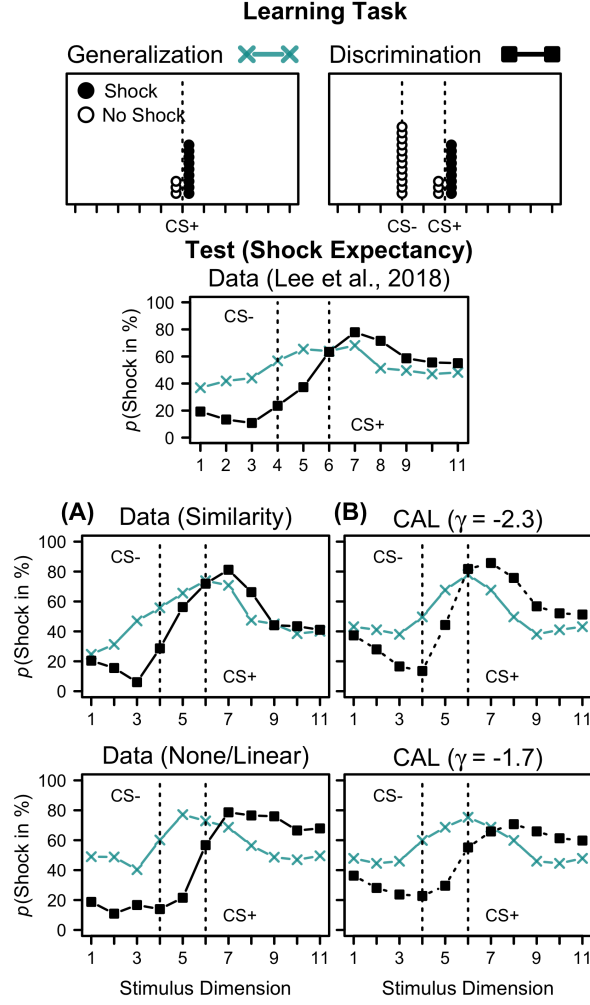 Learning Task
Generalization Discrimination
Shock
No Shock
CS+ CS- CS+
Test (Shock Expectancy)
Data (Lee et al., 2018)
p(Shock in %)
100
80
60
40
20
0
CS-
CS+
1 2 3 4 5 6 7 8 9 11
(A) Data (Similarity)
p(Shock in %)
100
80
60
40
20
0
CS-
CS+
1 3 5 7 9 11
(B) CAL (γ = -2.3)
CS-
CS+
1 3 5 7 9 11
Data (None/Linear)
p(Shock in %)
100
80
60
40
20
0
CS-
CS+
1 3 5 7 9 11
Stimulus Dimension
CAL (γ = -1.7)
CS-
CS+
1 3 5 7 9 11
Stimulus Dimension